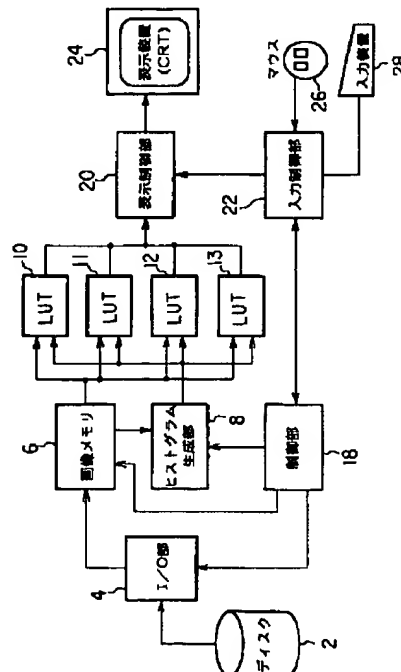 2
ディスク
4
I/O部
6
画像メモリ
8
ヒストグラム
生成部
18
制御部
10
LUT
11
LUT
12
LUT
13
LUT
20
表示制御部
22
入力制御部
24
表示装置
(CRT)
マウス
26
入力装置
28